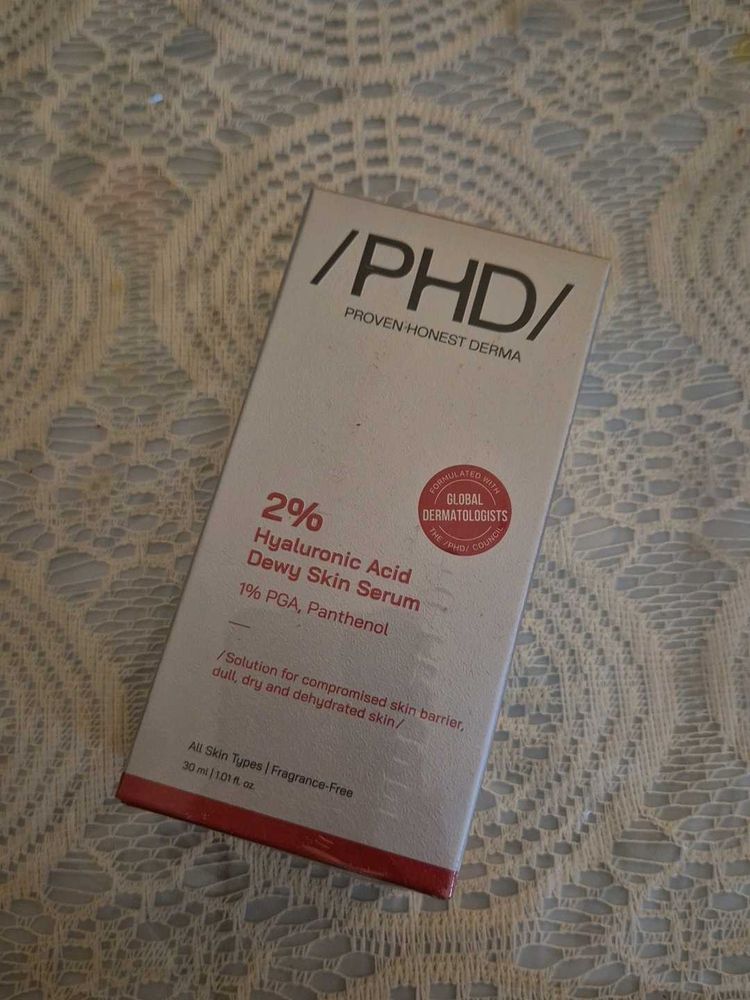 /PHD/
PROVEN·HONEST DERMA
FORMULATED WITH
GLOBAL
DERMATOLOGISTS
THE /PHD/ COUNCIL
2%
Hyaluronic Acid
Dewy Skin Serum
1% PGA, Panthenol
/Solution for compromised skin barrier,
dull, dry and dehydrated skin/
All Skin Types | Fragrance-Free
30 ml | 1.01 fl. oz.